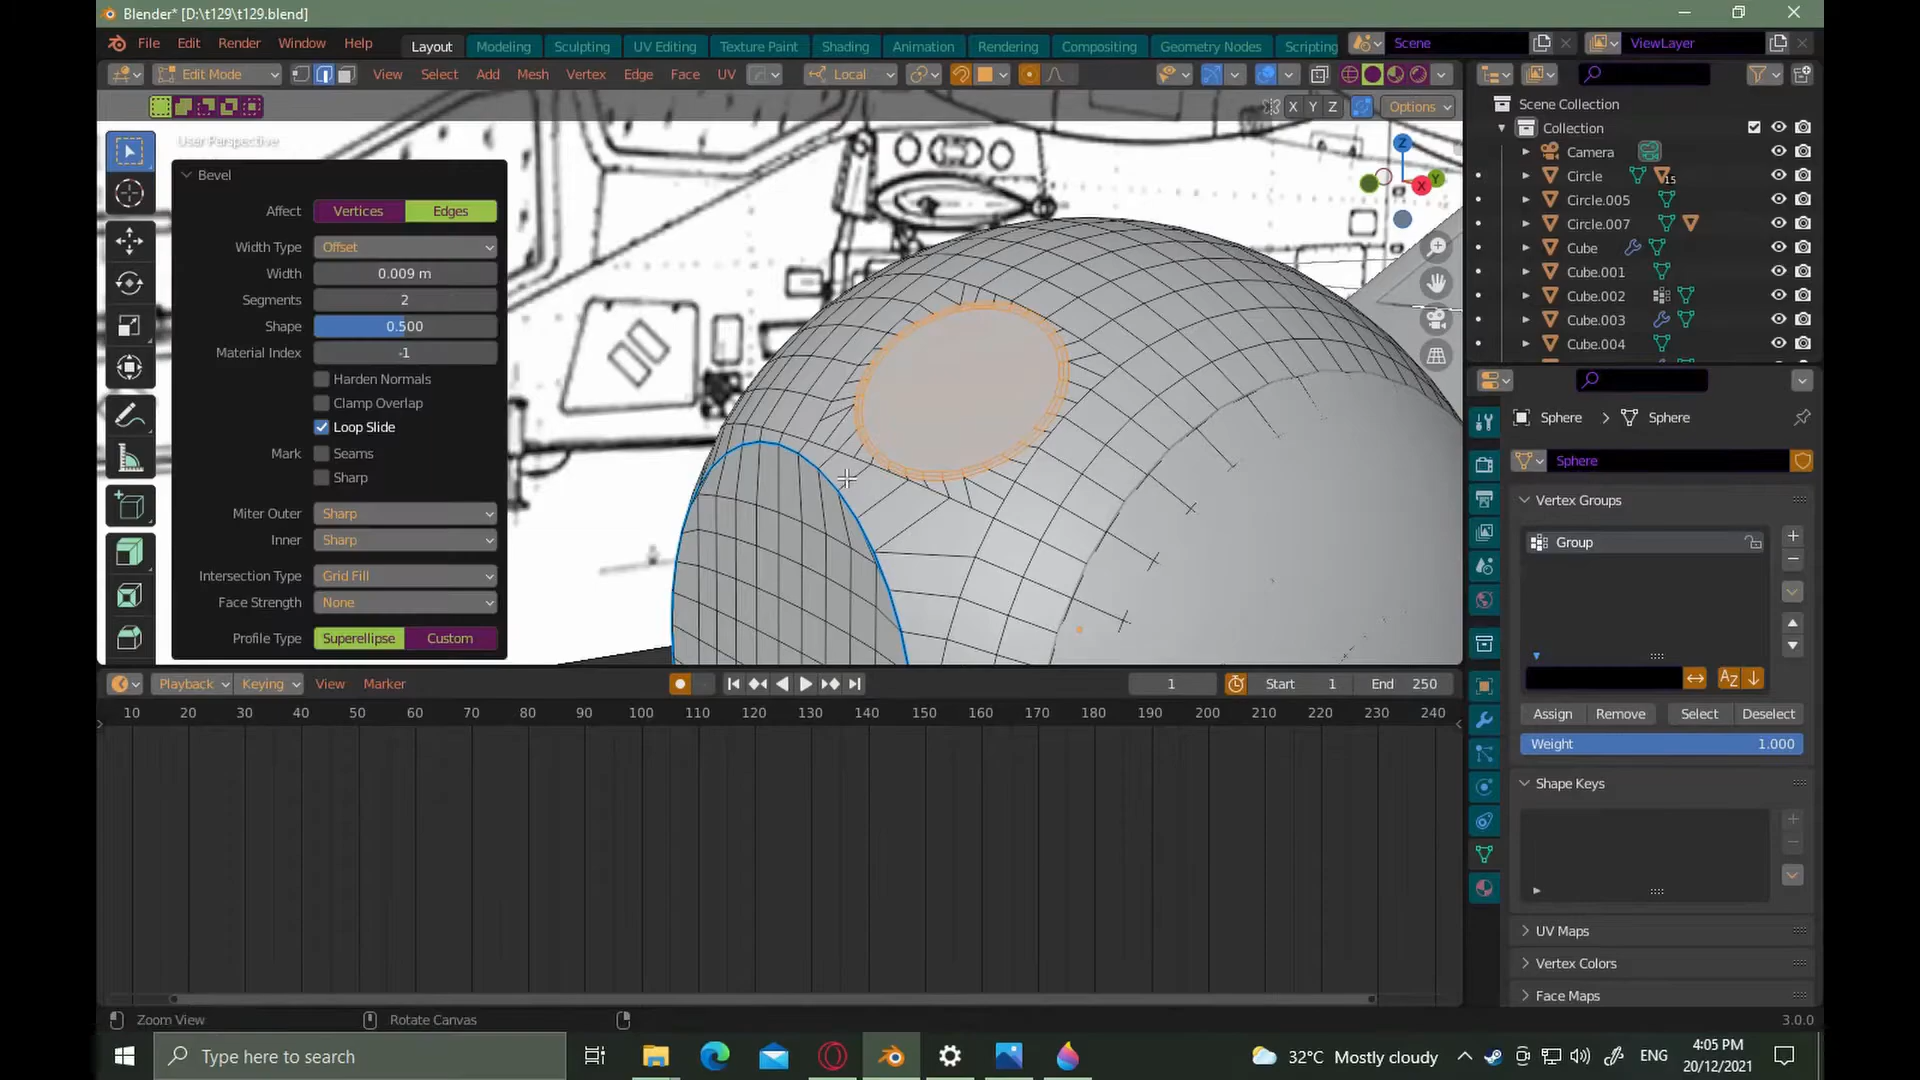 Blender* [D:\t129\t129.blend]
File Edit Render Window Help Layout Modeling Sculpting UV Editing Texture Paint Shading Animation Rendering Compositing Geometry Nodes Scripting Scene ViewLayer
Edit Mode View Select Add Mesh Vertex Edge Face UV Local
X Y Z Options
User Perspective
Bevel
Affect Vertices Edges
Width Type Offset
Width 0.009 m
Segments 2
Shape 0.500
Material Index -1
Harden Normals
Clamp Overlap
Loop Slide
Mark Seams
Sharp
Miter Outer Sharp
Inner Sharp
Intersection Type Grid Fill
Face Strength None
Profile Type Superellipse Custom
Z
X Y
Scene Collection
Collection
Camera
Circle 15
Circle.005
Circle.007
Cube
Cube.001
Cube.002
Cube.003
Cube.004
Sphere > Sphere
Sphere
Vertex Groups
Group
AZ
Assign Remove Select Deselect
Weight 1.000
Shape Keys
UV Maps
Vertex Colors
Face Maps
Playback Keying View Marker 1 Start 1 End 250
10 20 30 40 50 60 70 80 90 100 110 120 130 140 150 160 170 180 190 200 210 220 230 240
Zoom View Rotate Canvas 3.0.0
Type here to search 32°C Mostly cloudy ENG 4:05 PM
20/12/2021